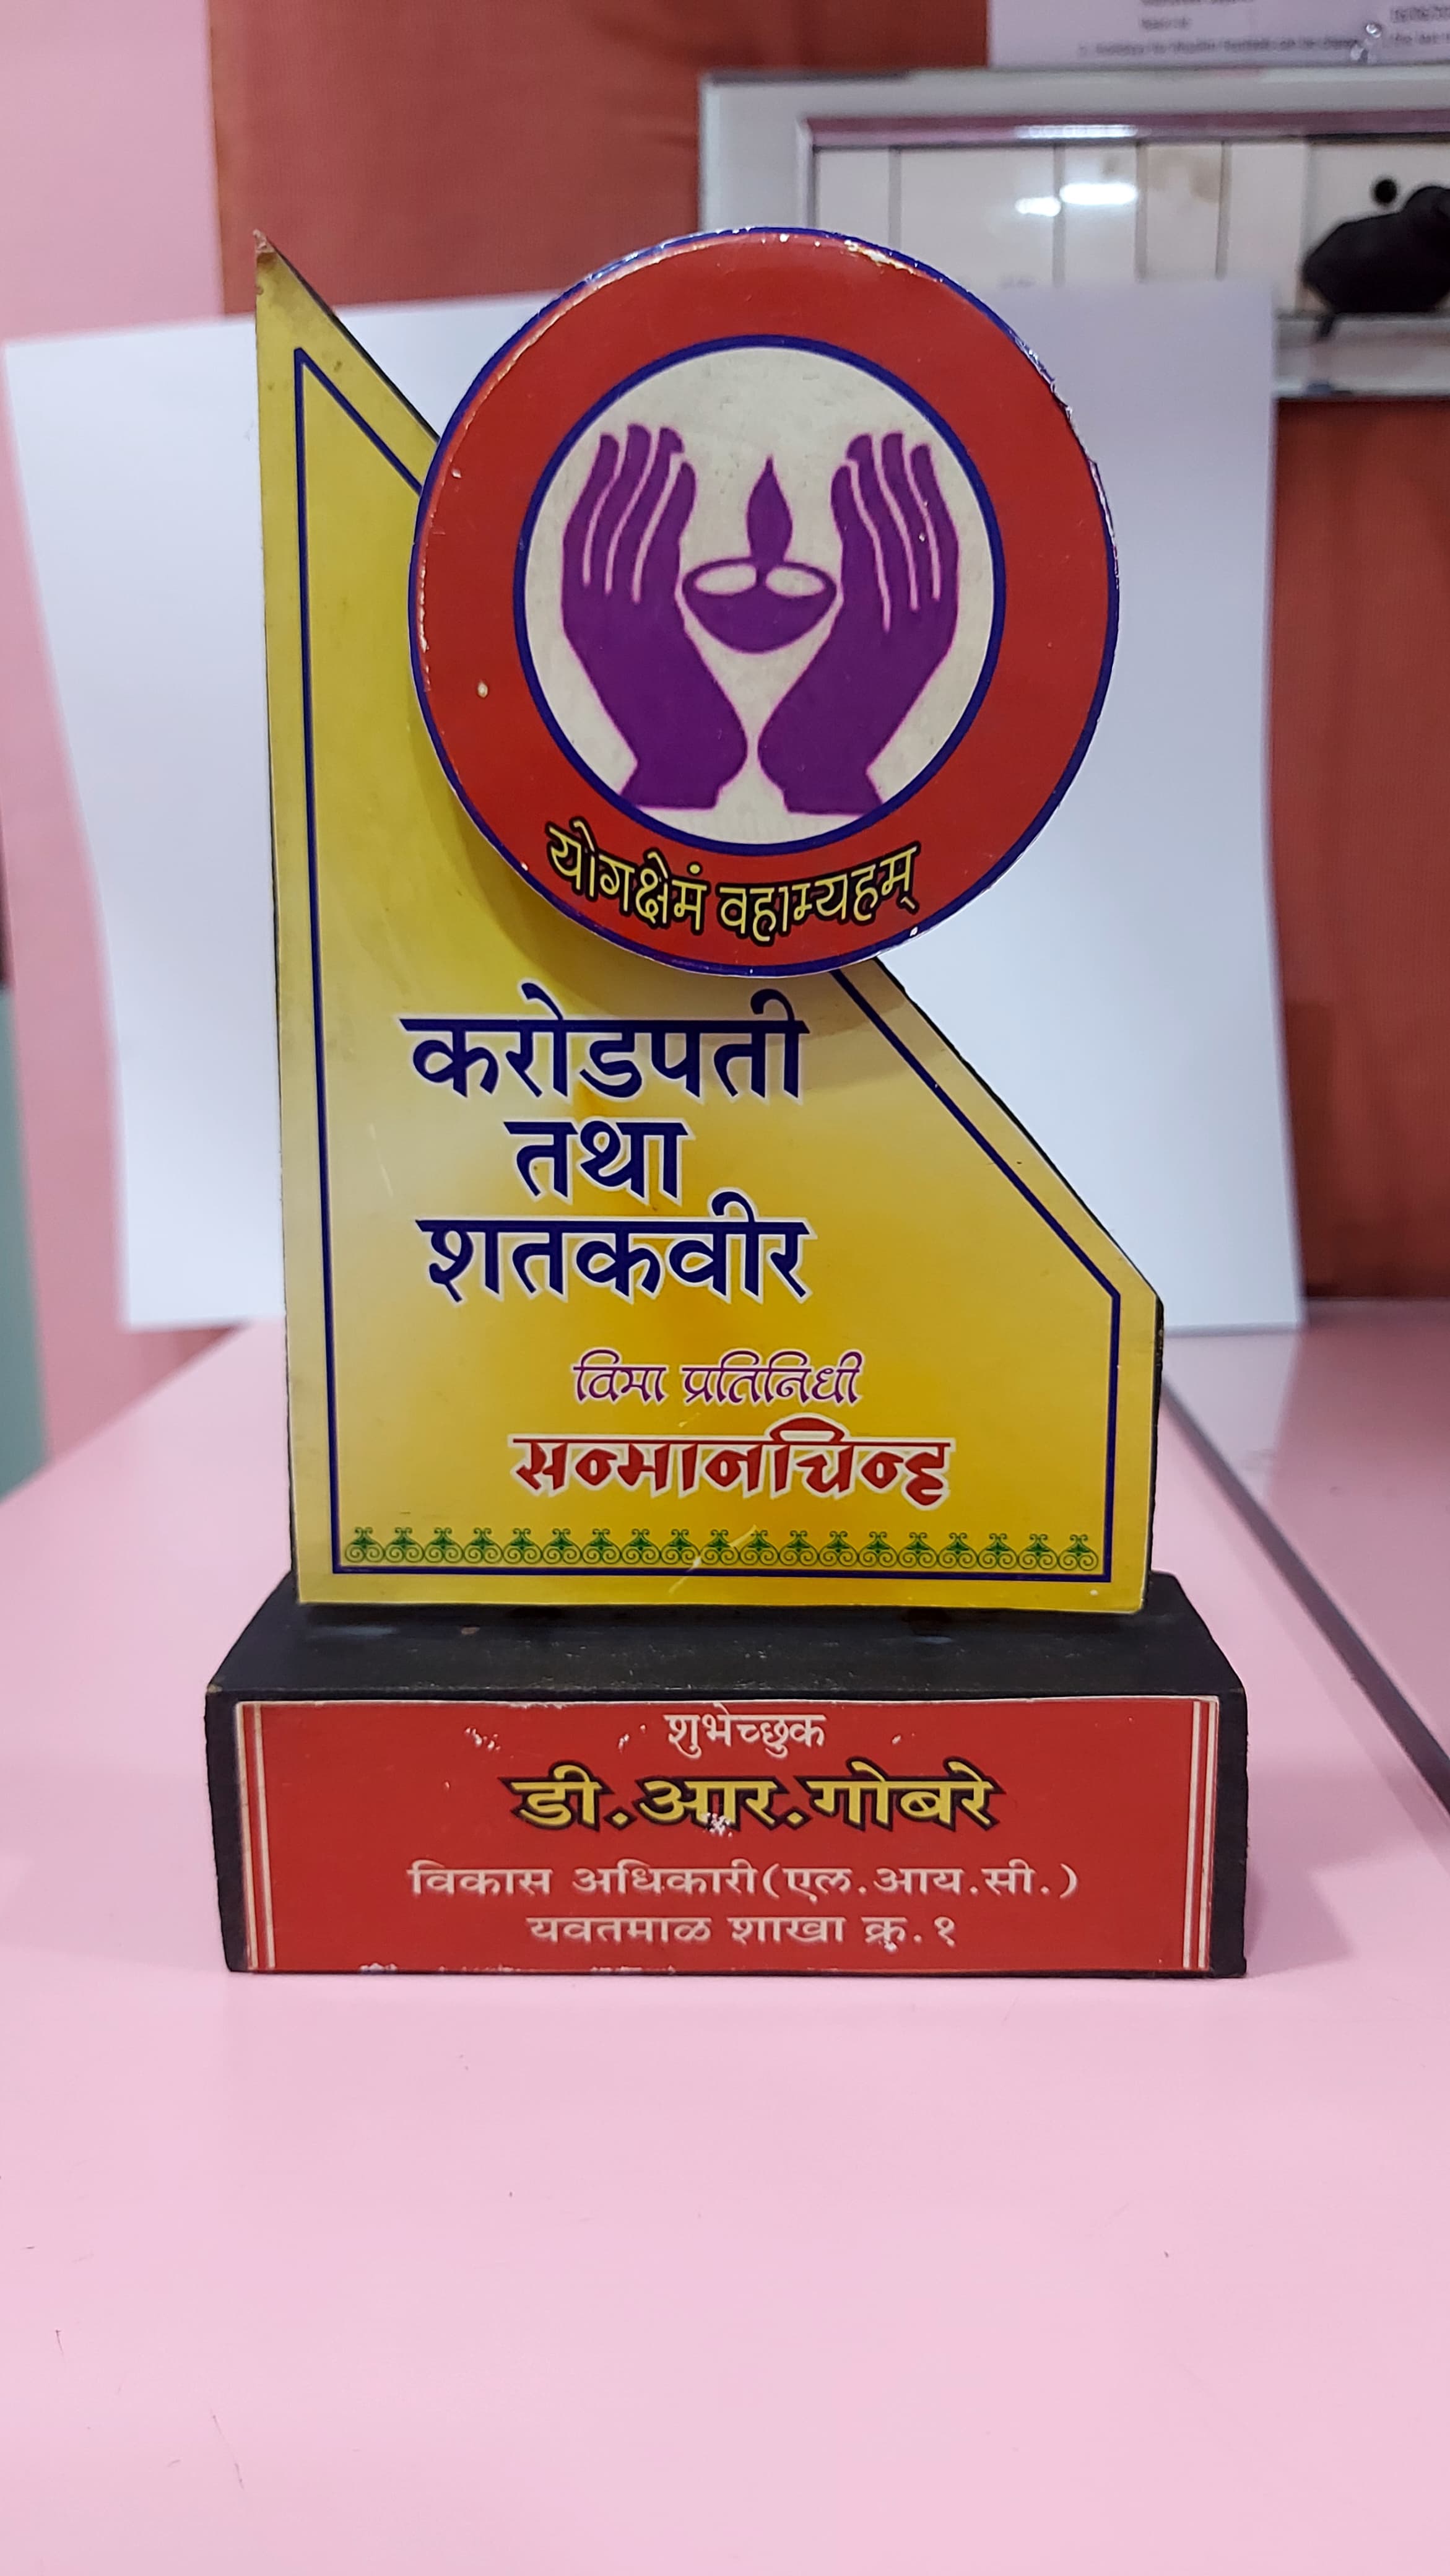 योगक्षेमं वहाम्यहम्
करोडपती
तथा
शतकवीर
विमा प्रतिनिधी
सन्मानचिन्ह
शुभेच्छुक
डी.आर.गोबरे
विकास अधिकारी(एल.आय.सी.)
यवतमाळ शाखा क्र.१